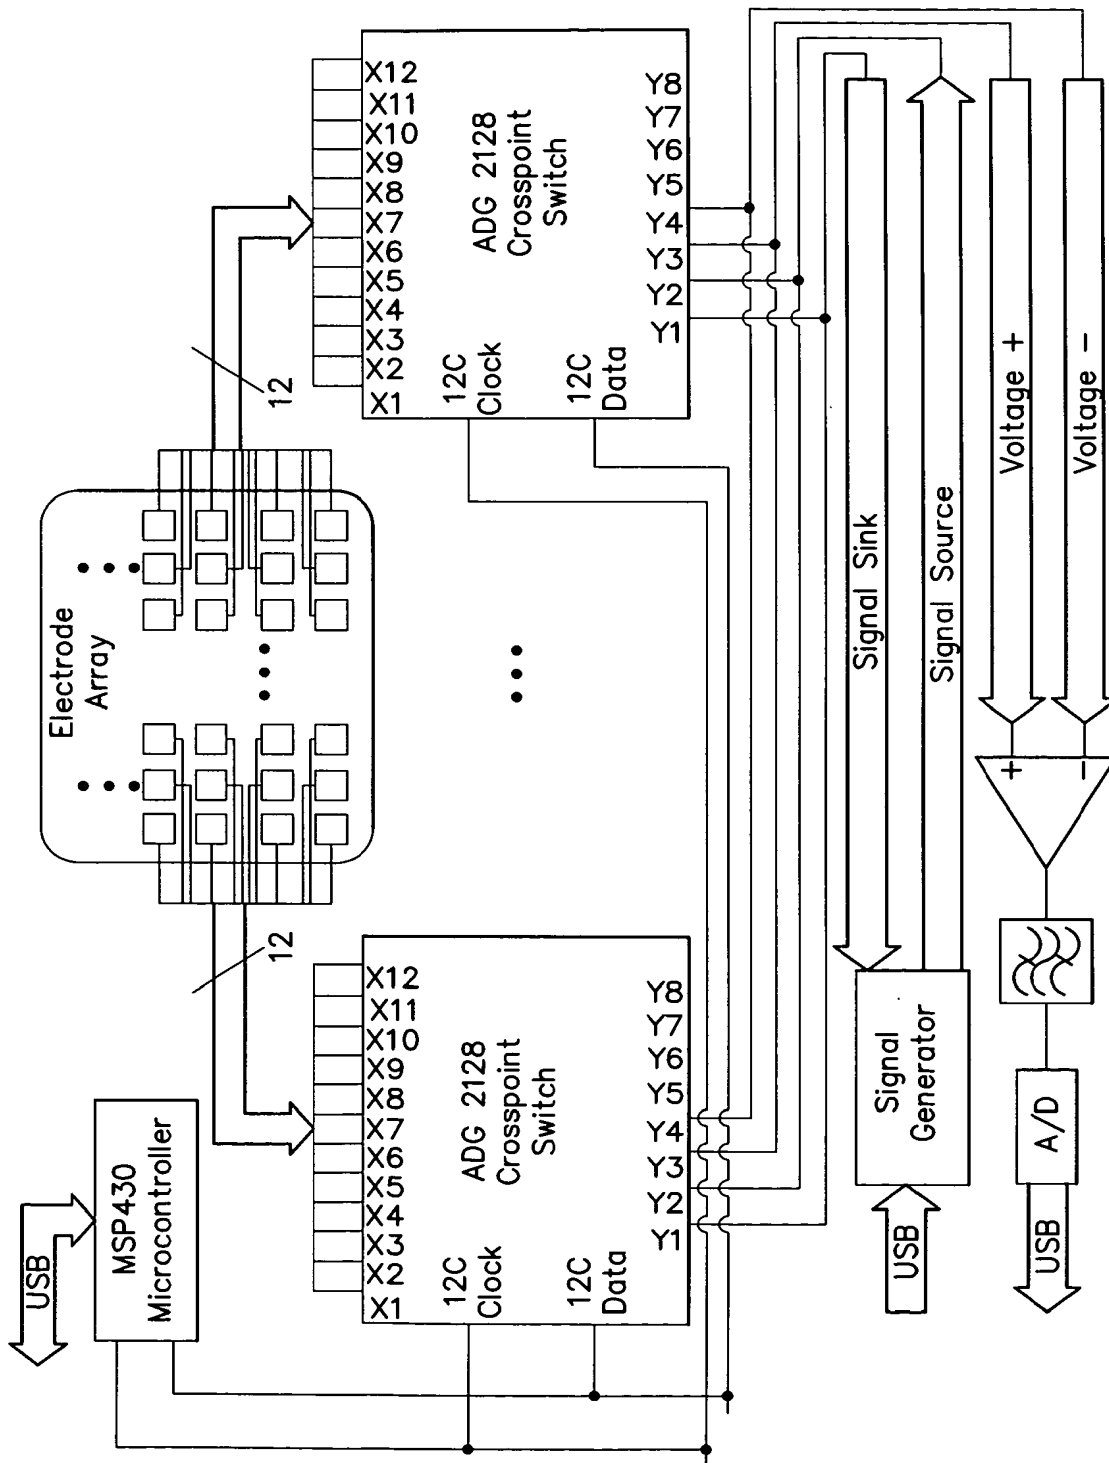 USB
MSP430
Microcontroller
Electrode
Array
12
12
X12
X11
X10
X9
X8
X7
X6
X5
X4
X3
X2
X1
12C
Clock
12C
Data
ADG 2128
Crosspoint
Switch
Y8
Y7
Y6
Y5
Y4
Y3
Y2
Y1
X12
X11
X10
X9
X8
X7
X6
X5
X4
X3
X2
X1
12C
Clock
12C
Data
ADG 2128
Crosspoint
Switch
Y8
Y7
Y6
Y5
Y4
Y3
Y2
Y1
USB
Signal
Generator
Signal Sink
Signal Source
USB
A/D
+
−
Voltage +
Voltage −